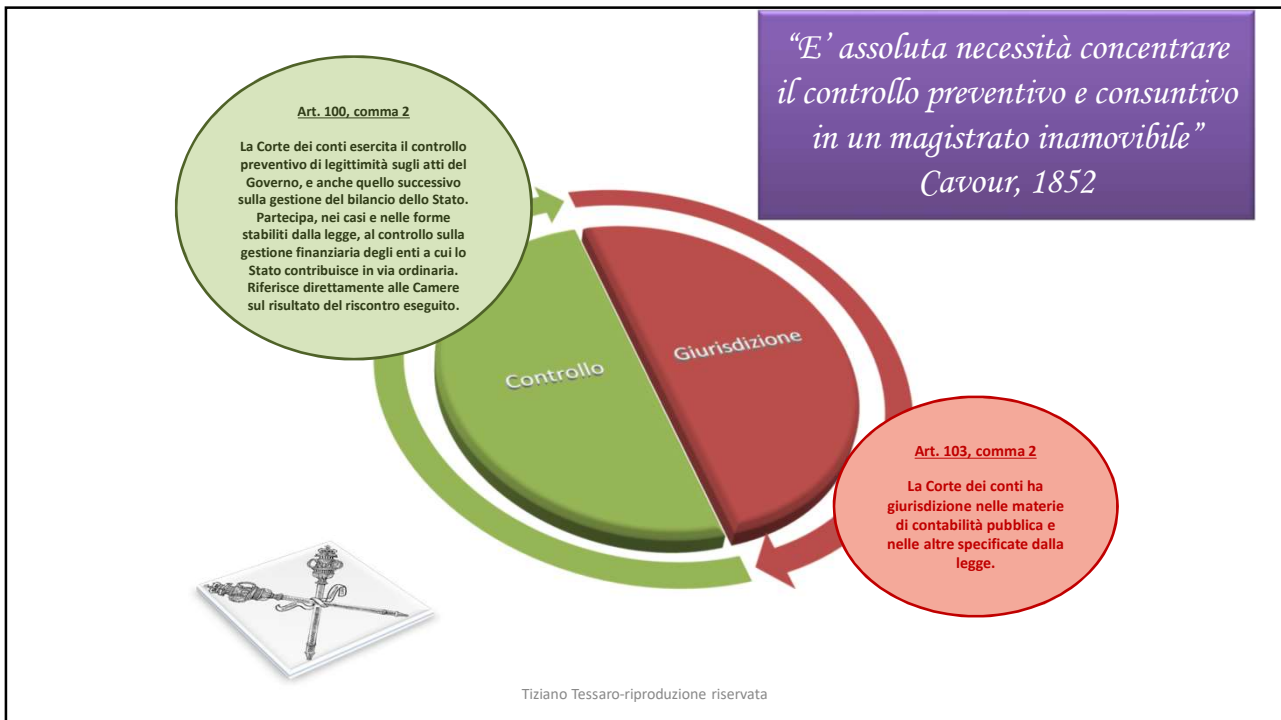 “E’ assoluta necessità concentrare
il controllo preventivo e consuntivo
in un magistrato inamovibile”
Cavour, 1852
Art. 100, comma 2
La Corte dei conti esercita il controllo
preventivo di legittimità sugli atti del
Governo, e anche quello successivo
sulla gestione del bilancio dello Stato.
Partecipa, nei casi e nelle forme
stabiliti dalla legge, al controllo sulla
gestione finanziaria degli enti a cui lo
Stato contribuisce in via ordinaria.
Riferisce direttamente alle Camere
sul risultato del riscontro eseguito.
Controllo
Giurisdizione
Art. 103, comma 2
La Corte dei conti ha
giurisdizione nelle materie
di contabilità pubblica e
nelle altre specificate dalla
legge.
Tiziano Tessaro-riproduzione riservata